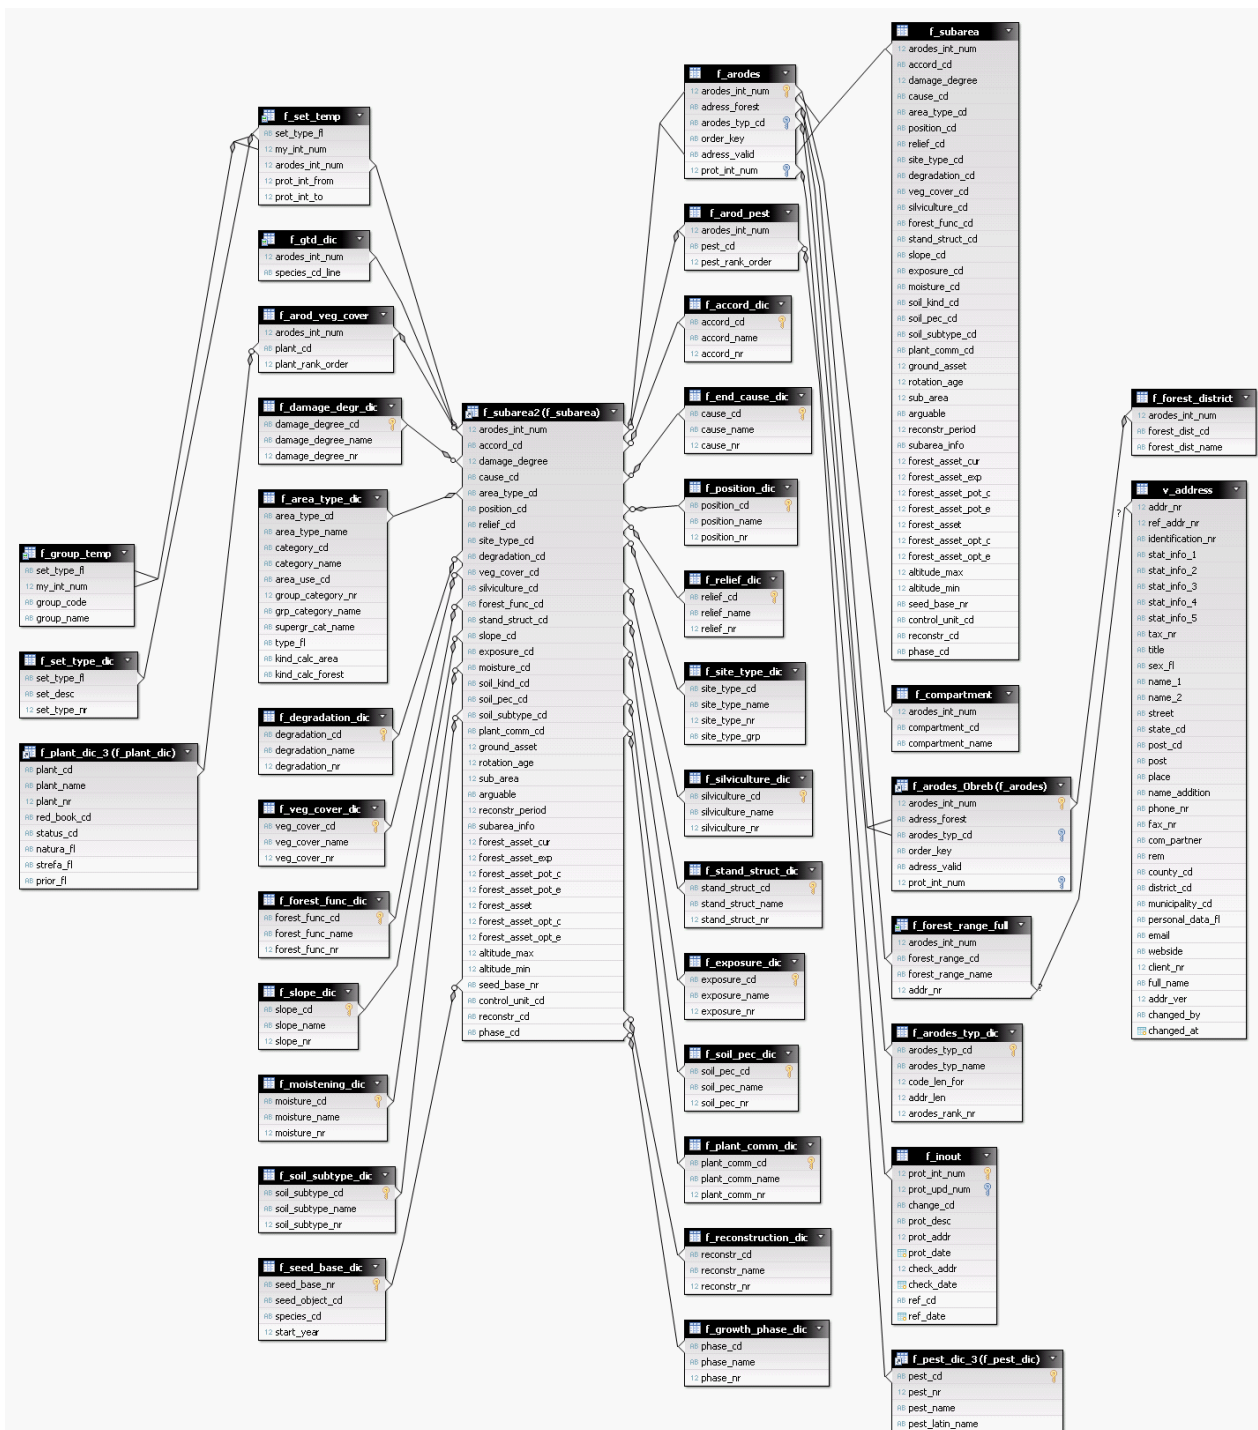 f_set_temp
set_type_fl
my_int_num
arodes_int_num
prot_int_from
prot_int_to
f_gtd_dic
arodes_int_num
species_cd_line
f_arod_veg_cover
arodes_int_num
plant_cd
plant_rank_order
f_damage_degr_dic
damage_degree_cd
damage_degree_name
damage_degree_nr
f_area_type_dic
area_type_cd
area_type_name
category_cd
category_name
area_use_cd
group_category_nr
grp_category_name
supergr_cat_name
type_fl
kind_calc_area
kind_calc_forest
f_group_temp
set_type_fl
my_int_num
group_code
group_name
f_set_type_dic
set_type_fl
set_desc
set_type_nr
f_plant_dic_3 (f_plant_dic)
plant_cd
plant_name
plant_nr
red_book_cd
status_cd
natura_fl
strefa_fl
prior_fl
f_degradation_dic
degradation_cd
degradation_name
degradation_nr
f_veg_cover_dic
veg_cover_cd
veg_cover_name
veg_cover_nr
f_forest_func_dic
forest_func_cd
forest_func_name
forest_func_nr
f_slope_dic
slope_cd
slope_name
slope_nr
f_moistening_dic
moisture_cd
moisture_name
moisture_nr
f_soil_subtype_dic
soil_subtype_cd
soil_subtype_name
soil_subtype_nr
f_seed_base_dic
seed_base_nr
seed_object_cd
species_cd
start_year
f_subarea2 (f_subarea)
arodes_int_num
accord_cd
damage_degree
cause_cd
area_type_cd
position_cd
relief_cd
site_type_cd
degradation_cd
veg_cover_cd
silviculture_cd
forest_func_cd
stand_struct_cd
slope_cd
exposure_cd
moisture_cd
soil_kind_cd
soil_pec_cd
soil_subtype_cd
plant_comm_cd
ground_asset
rotation_age
sub_area
arguable
reconstr_period
subarea_info
forest_asset_cur
forest_asset_exp
forest_asset_pot_c
forest_asset_pot_e
forest_asset
forest_asset_opt_c
forest_asset_opt_e
altitude_max
altitude_min
seed_base_nr
control_unit_cd
reconstr_cd
phase_cd
f_arodes
arodes_int_num
adress_forest
arodes_typ_cd
order_key
adress_valid
prot_int_num
f_arod_pest
arodes_int_num
pest_cd
pest_rank_order
f_accord_dic
accord_cd
accord_name
accord_nr
f_end_cause_dic
cause_cd
cause_name
cause_nr
f_position_dic
position_cd
position_name
position_nr
f_relief_dic
relief_cd
relief_name
relief_nr
f_site_type_dic
site_type_cd
site_type_name
site_type_nr
site_type_grp
f_silviculture_dic
silviculture_cd
silviculture_name
silviculture_nr
f_stand_struct_dic
stand_struct_cd
stand_struct_name
stand_struct_nr
f_exposure_dic
exposure_cd
exposure_name
exposure_nr
f_soil_pec_dic
soil_pec_cd
soil_pec_name
soil_pec_nr
f_plant_comm_dic
plant_comm_cd
plant_comm_name
plant_comm_nr
f_reconstruction_dic
reconstr_cd
reconstr_name
reconstr_nr
f_growth_phase_dic
phase_cd
phase_name
phase_nr
f_subarea
arodes_int_num
accord_cd
damage_degree
cause_cd
area_type_cd
position_cd
relief_cd
site_type_cd
degradation_cd
veg_cover_cd
silviculture_cd
forest_func_cd
stand_struct_cd
slope_cd
exposure_cd
moisture_cd
soil_kind_cd
soil_pec_cd
soil_subtype_cd
plant_comm_cd
ground_asset
rotation_age
sub_area
arguable
reconstr_period
subarea_info
forest_asset_cur
forest_asset_exp
forest_asset_pot_c
forest_asset_pot_e
forest_asset
forest_asset_opt_c
forest_asset_opt_e
altitude_max
altitude_min
seed_base_nr
control_unit_cd
reconstr_cd
phase_cd
f_compartment
arodes_int_num
compartment_cd
compartment_name
f_arodes_Obreb (f_arodes)
arodes_int_num
adress_forest
arodes_typ_cd
order_key
adress_valid
prot_int_num
f_forest_range_full
arodes_int_num
forest_range_cd
forest_range_name
addr_nr
f_arodes_typ_dic
arodes_typ_cd
arodes_typ_name
code_len_for
addr_len
arodes_rank_nr
f_inout
prot_int_num
prot_upd_num
change_cd
prot_desc
prot_addr
prot_date
check_addr
check_date
ref_cd
ref_date
f_pest_dic_3 (f_pest_dic)
pest_cd
pest_nr
pest_name
pest_latin_name
f_forest_district
arodes_int_num
forest_dist_cd
forest_dist_name
v_address
addr_nr
ref_addr_nr
identification_nr
stat_info_1
stat_info_2
stat_info_3
stat_info_4
stat_info_5
tax_nr
title
sex_fl
name_1
name_2
street
state_cd
post_cd
post
place
name_addition
phone_nr
fax_nr
com_partner
rem
county_cd
district_cd
municipality_cd
personal_data_fl
email
webside
client_nr
full_name
addr_ver
changed_by
changed_at